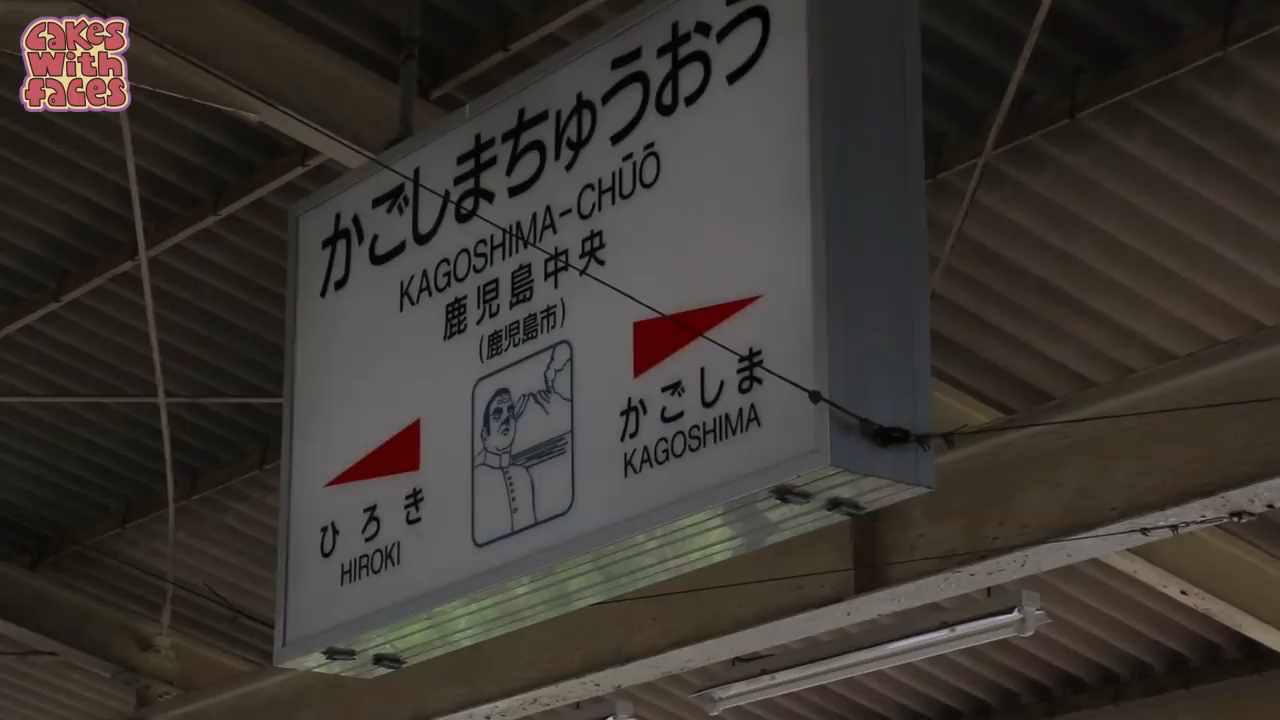 Cakes
With
faces
かごしまちゅうおう
KAGOSHIMA-CHŪŌ
鹿児島中央
(鹿児島市)
ひろき
HIROKI
かごしま
KAGOSHIMA